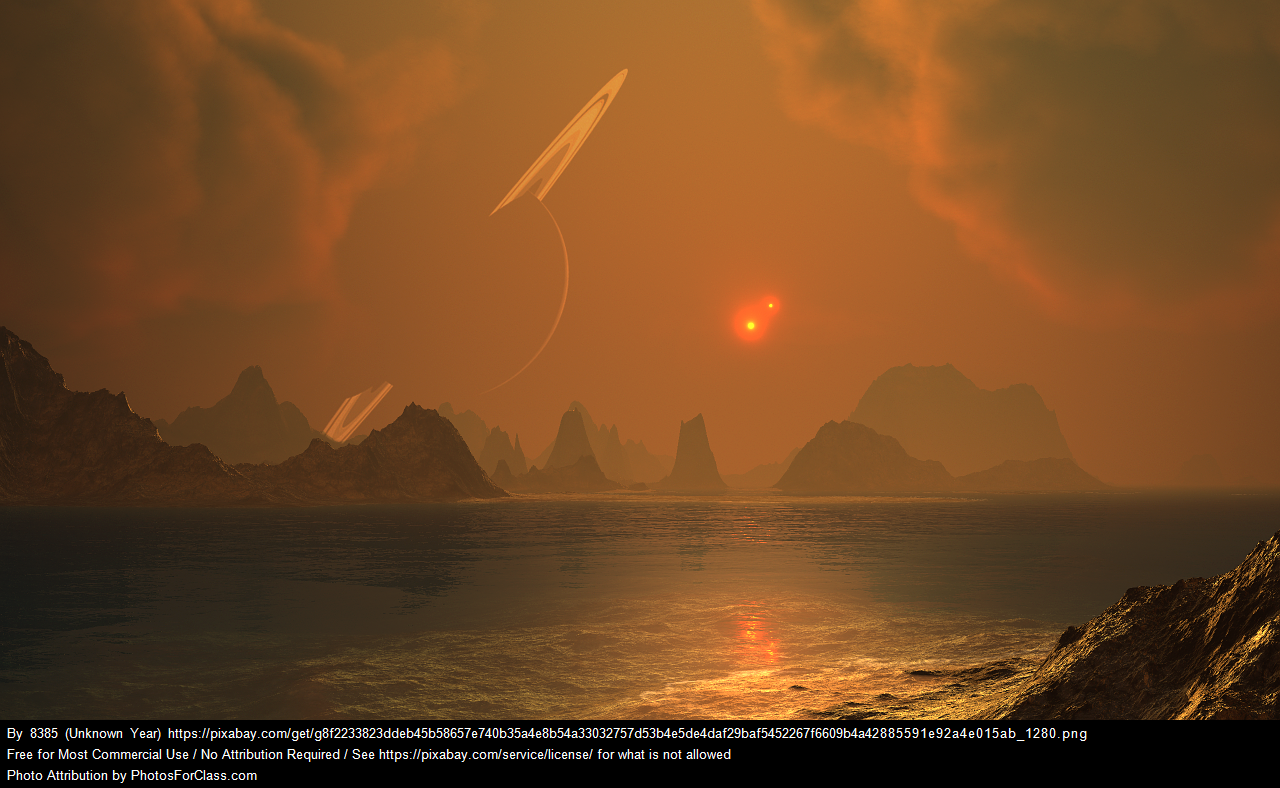 By 8385 (Unknown Year) https://pixabay.com/get/g8f2233823ddeb45b58657e740b35a4e8b54a33032757d53b4e5de4daf29baf5452267f6609b4a42885591e92a4e015ab_1280.png
Free for Most Commercial Use / No Attribution Required / See https://pixabay.com/service/license/ for what is not allowed
Photo Attribution by PhotosForClass.com